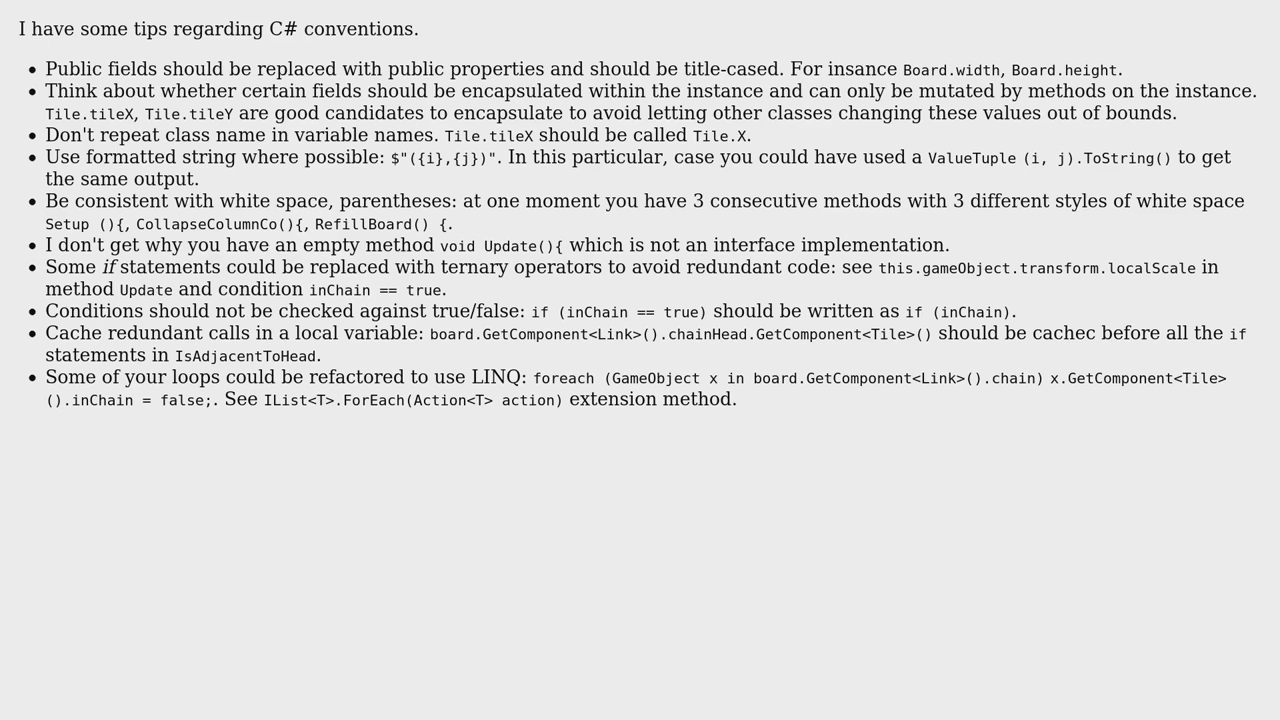 I have some tips regarding C# conventions.
• Public fields should be replaced with public properties and should be title-cased. For insance Board.width, Board.height.
• Think about whether certain fields should be encapsulated within the instance and can only be mutated by methods on the instance.
Tile.tileX, Tile.tileY are good candidates to encapsulate to avoid letting other classes changing these values out of bounds.
• Don't repeat class name in variable names. Tile.tileX should be called Tile.X.
• Use formatted string where possible: $"({i},{j})". In this particular, case you could have used a ValueTuple (i, j).ToString() to get
the same output.
• Be consistent with white space, parentheses: at one moment you have 3 consecutive methods with 3 different styles of white space
Setup (){, CollapseColumnCo(){, RefillBoard() {.
• I don't get why you have an empty method void Update(){ which is not an interface implementation.
• Some if statements could be replaced with ternary operators to avoid redundant code: see this.gameObject.transform.localScale in
method Update and condition inChain == true.
• Conditions should not be checked against true/false: if (inChain == true) should be written as if (inChain).
• Cache redundant calls in a local variable: board.GetComponent<Link>().chainHead.GetComponent<Tile>() should be cachec before all the if
statements in IsAdjacentToHead.
• Some of your loops could be refactored to use LINQ: foreach (GameObject x in board.GetComponent<Link>().chain) x.GetComponent<Tile>
().inChain = false;. See IList<T>.ForEach(Action<T> action) extension method.